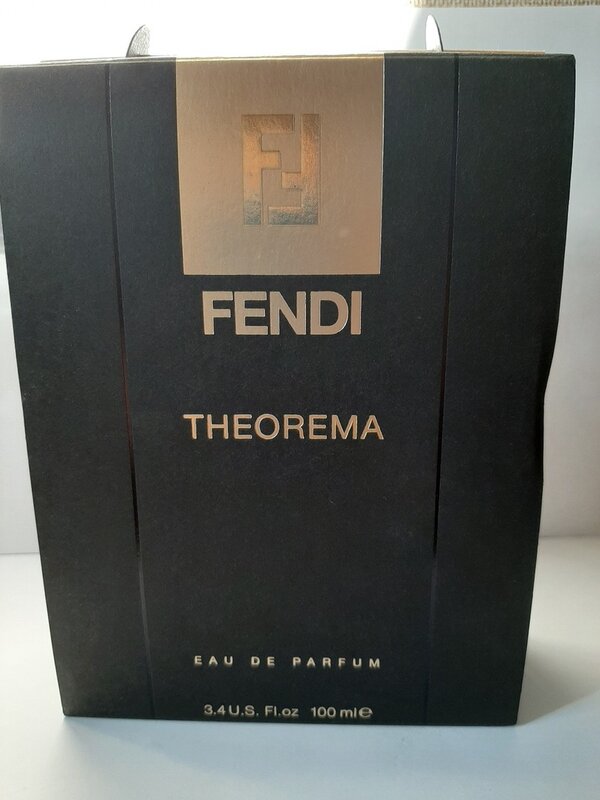 FENDI
THEOREMA
EAU DE PARFUM
3.4 U.S. Fl.oz 100 ml℮